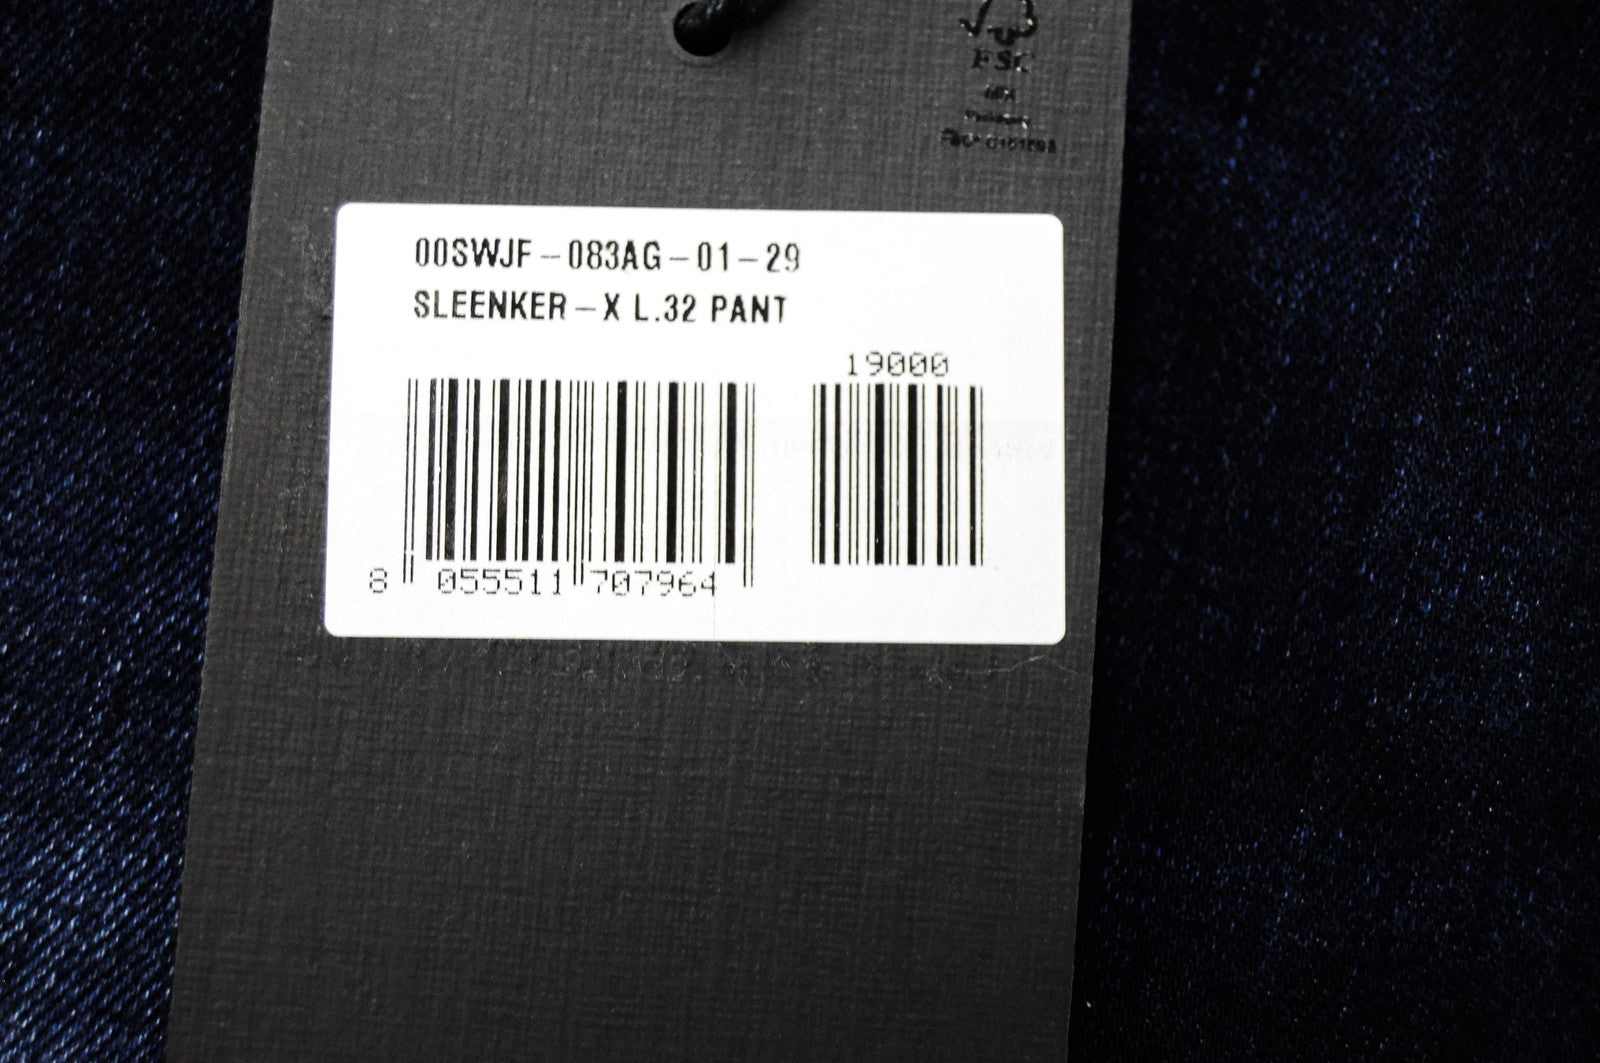 FSC
00SWJF-083AG-01-29
SLEENKER-X L.32 PANT
19000
8 055511 707964